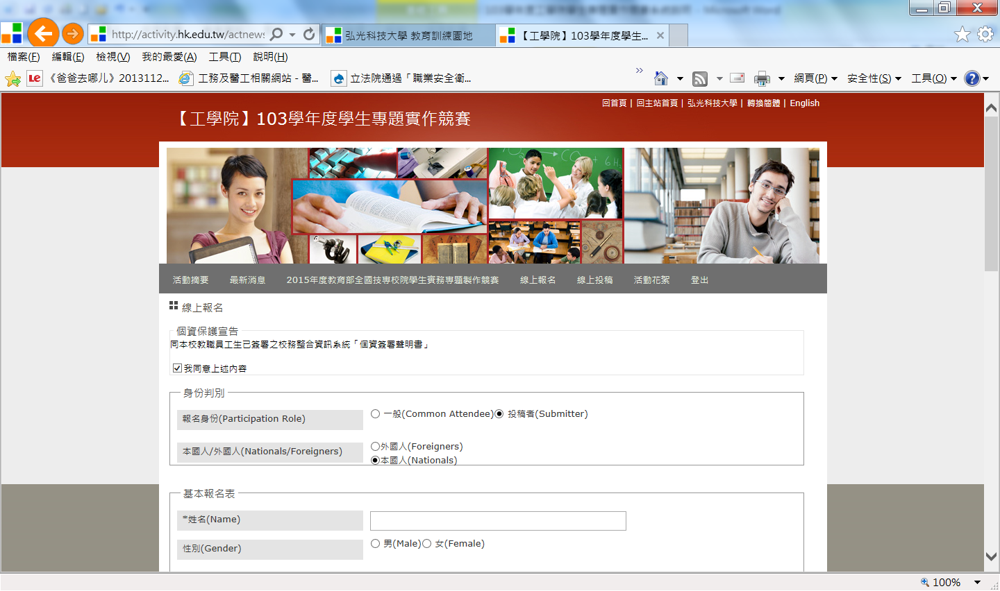 http://activity.hk.edu.tw/actnews
弘光科技大學 教育訓練園地
【工學院】103學年度學生...
檔案(F) 編輯(E) 檢視(V) 我的最愛(A) 工具(T) 說明(H)
《爸爸去哪儿》2013112... 工務及醫工相關網站 - 醫... 立法院通過「職業安全衛... 網頁(P) 安全性(S) 工具(O)
回首頁 | 回主站首頁 | 弘光科技大學 | 轉換簡體 | English
【工學院】103學年度學生專題實作競賽
活動摘要 最新消息 2015年度教育部全國技專校院學生實務專題製作競賽 線上報名 線上投稿 活動花絮 登出
線上報名
個資保護宣告
同本校教職員工生已簽署之校務整合資訊系統「個資簽署聲明書」
我同意上述內容
身份判別
報名身份(Participation Role) 一般(Common Attendee) 投稿者(Submitter)
本國人/外國人(Nationals/Foreigners) 外國人(Foreigners)
本國人(Nationals)
基本報名表
*姓名(Name)
性別(Gender) 男(Male) 女(Female)
100%